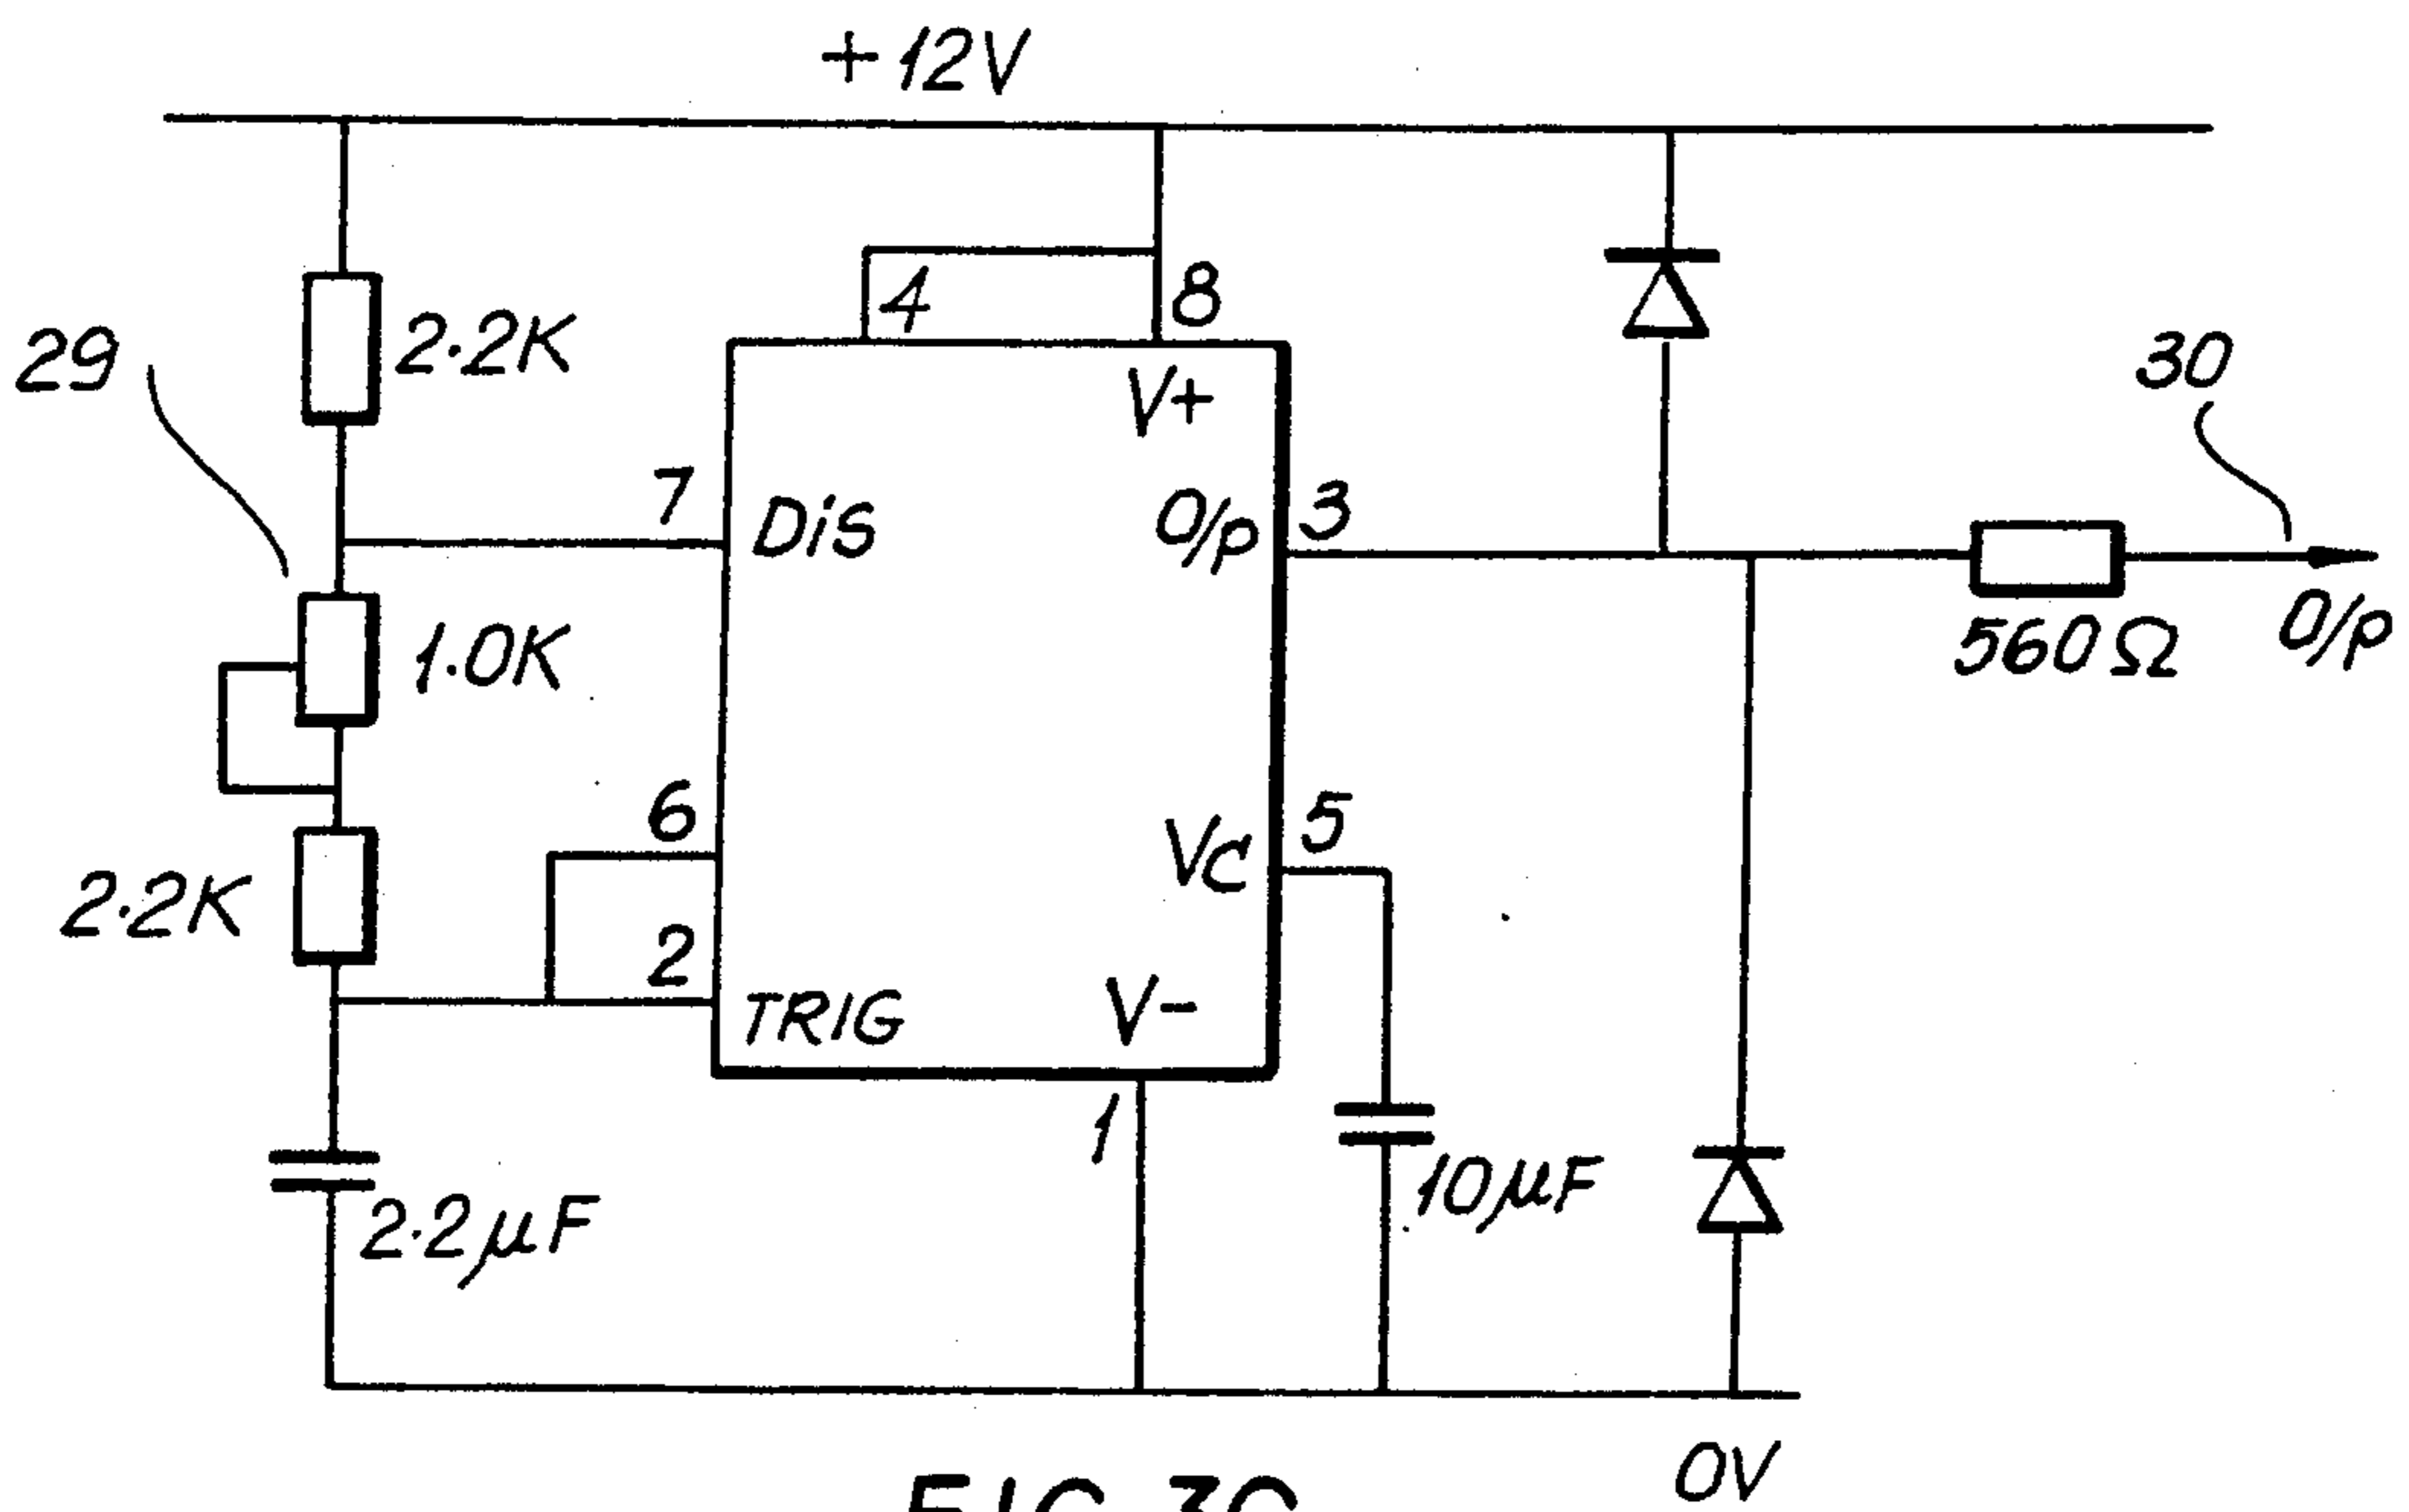 +12V
4
8
2.2K
29
V+
30
7
DiS
O/P
3
1.0K
560Ω
O/P
6
VC
5
2.2K
2
TRIG
V-
1
10µF
2.2µF
0V